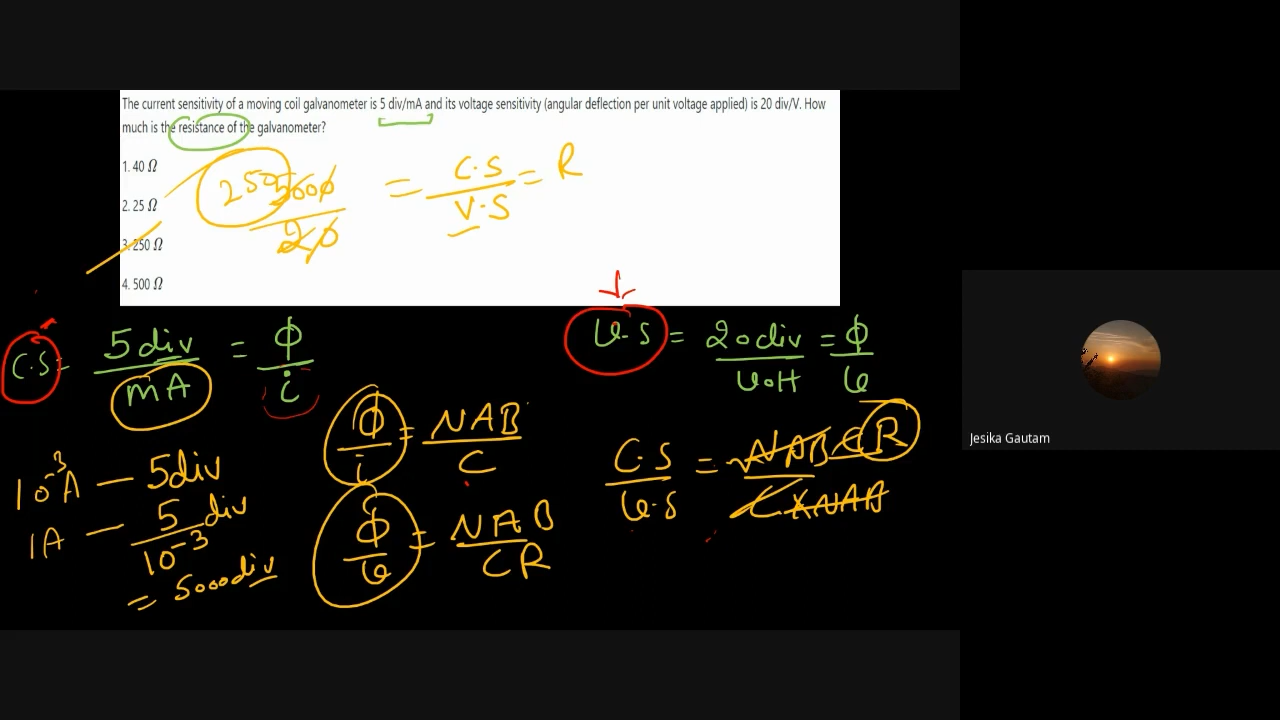 The current sensitivity of a moving coil galvanometer is 5 div/mA and its voltage sensitivity (angular deflection per unit voltage applied) is 20 div/V. How
much is the resistance of the galvanometer?
1. 40 Ω
2. 25 Ω
3. 250 Ω
4. 500 Ω
250 5000/20 = C.S/V.S = R
C.S = 5 div/mA = ϕ/i
V.S = 20 div/volt = ϕ/V
ϕ/i = NAB/C
ϕ/V = NAB/CR
C.S/V.S = NAB CR/C×NAB
10⁻³A — 5 div
1A — 5/10⁻³ div
= 5000 div
Jesika Gautam